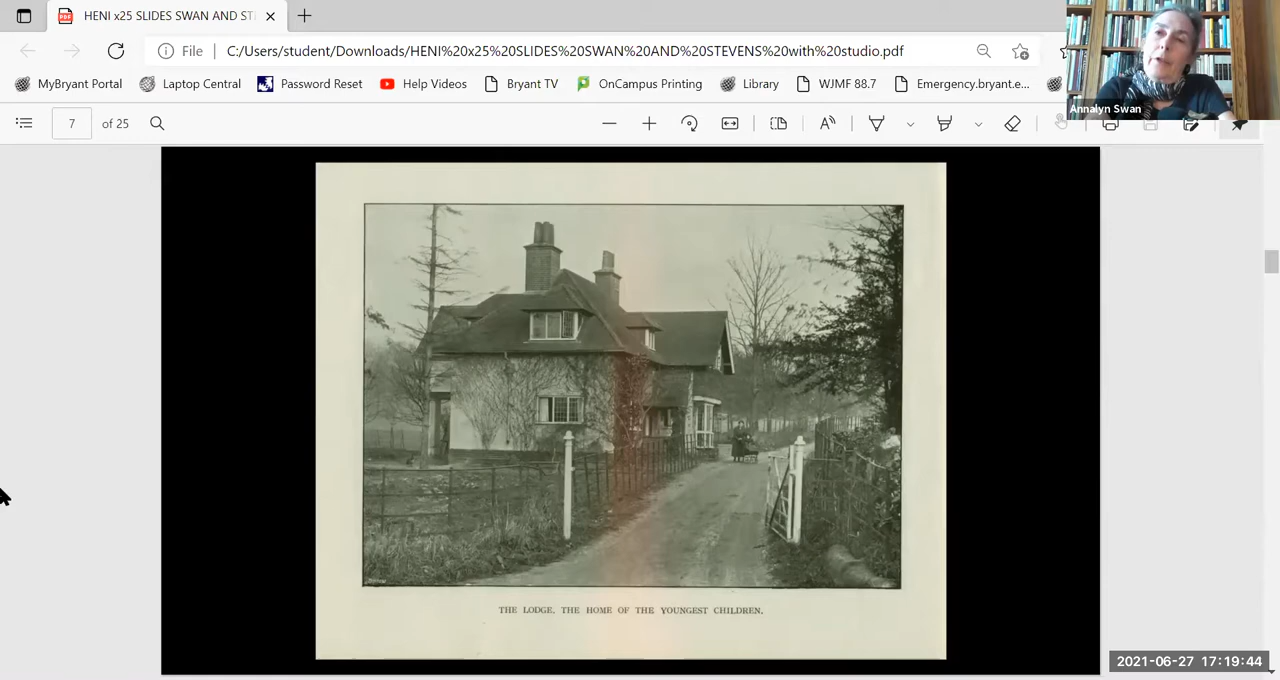 HENI x25 SLIDES SWAN AND ST
File
C:/Users/student/Downloads/HENI%20x25%20SLIDES%20SWAN%20AND%20STEVENS%20with%20studio.pdf
MyBryant Portal
Laptop Central
Password Reset
Help Videos
Bryant TV
OnCampus Printing
Library
WJMF 88.7
Emergency.bryant.e...
Annalyn Swan
7 of 25
THE LODGE, THE HOME OF THE YOUNGEST CHILDREN.
2021-06-27 17:19:44